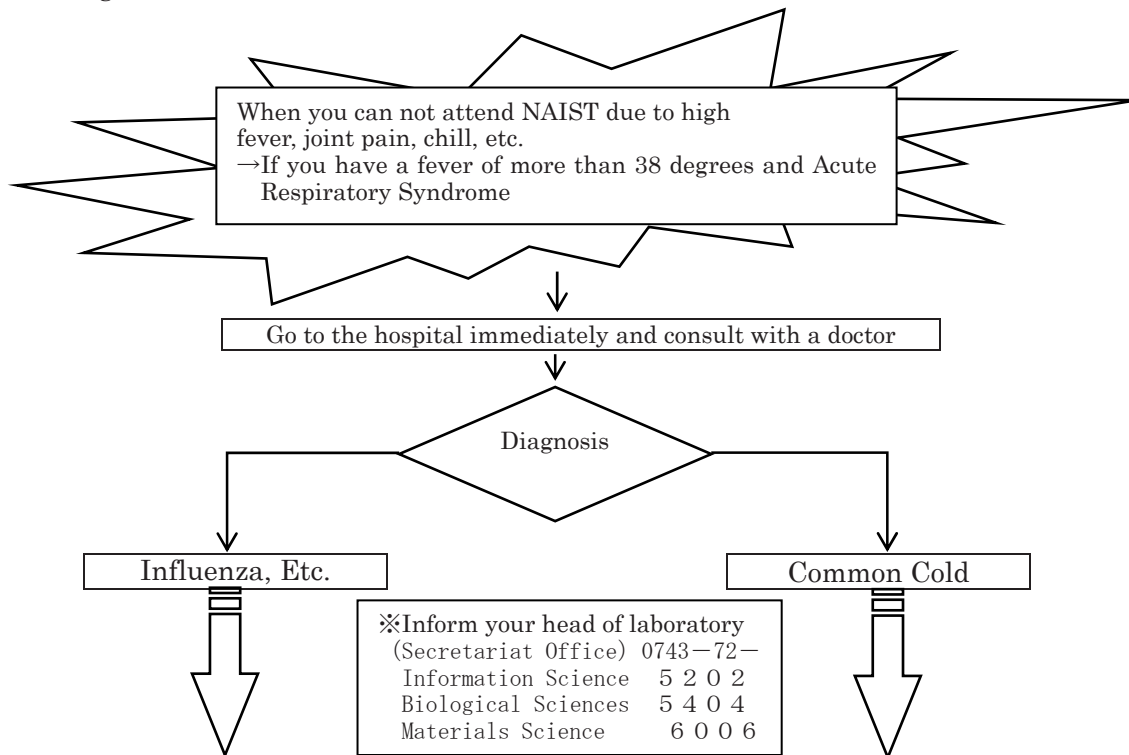 When you can not attend NAIST due to high
fever, joint pain, chill, etc.
→If you have a fever of more than 38 degrees and Acute
Respiratory Syndrome
Go to the hospital immediately and consult with a doctor
Diagnosis
Influenza, Etc.
Common Cold
※Inform your head of laboratory
(Secretariat Office) 0743－72－
Information Science ５２０２
Biological Sciences ５４０４
Materials Science ６００６